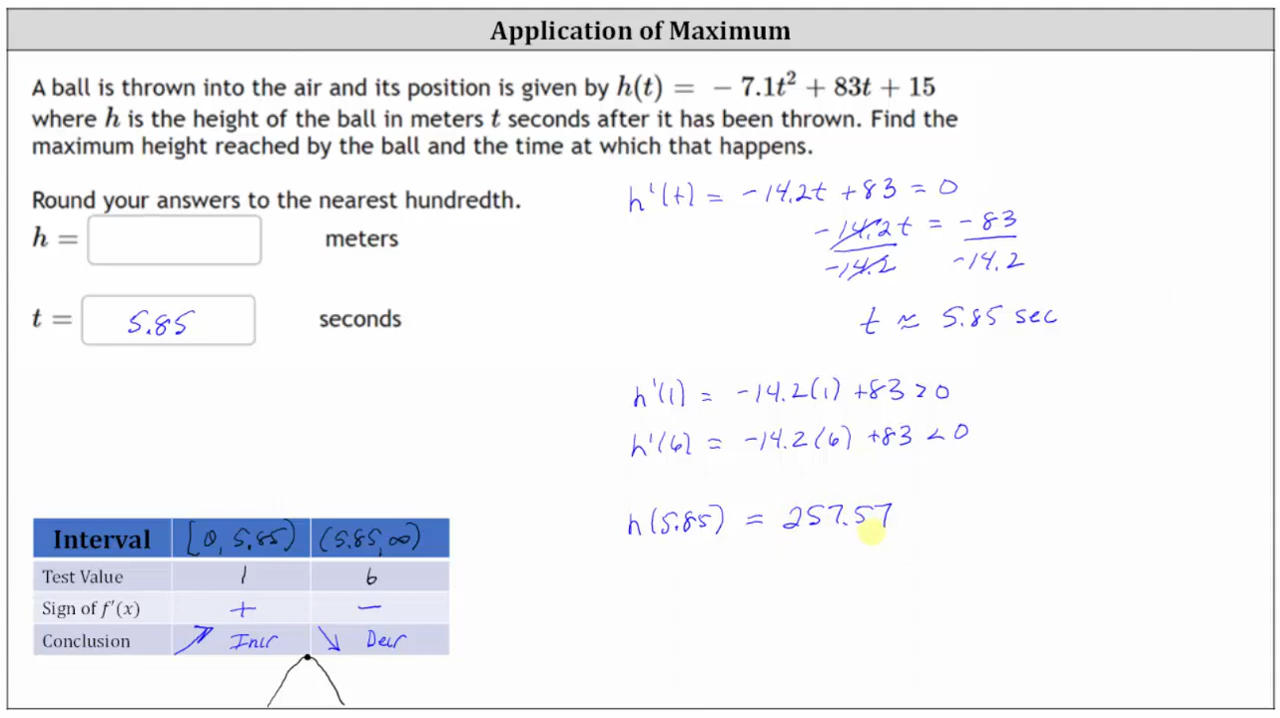 Application of Maximum
A ball is thrown into the air and its position is given by h(t) = − 7.1t² + 83t + 15
where h is the height of the ball in meters t seconds after it has been thrown. Find the
maximum height reached by the ball and the time at which that happens.
Round your answers to the nearest hundredth.
h = meters
t = 5.85 seconds
h'(t) = -14.2t + 83 = 0
-14.2t = -83
-14.2 -14.2
t ≈ 5.85 sec
h'(1) = -14.2(1) + 83 > 0
h'(6) = -14.2(6) + 83 < 0
h(5.85) = 257.57
Interval [0, 5.85) (5.85, ∞)
Test Value 1 6
Sign of f′(x) + −
Conclusion ↗ Incr ↘ Decr